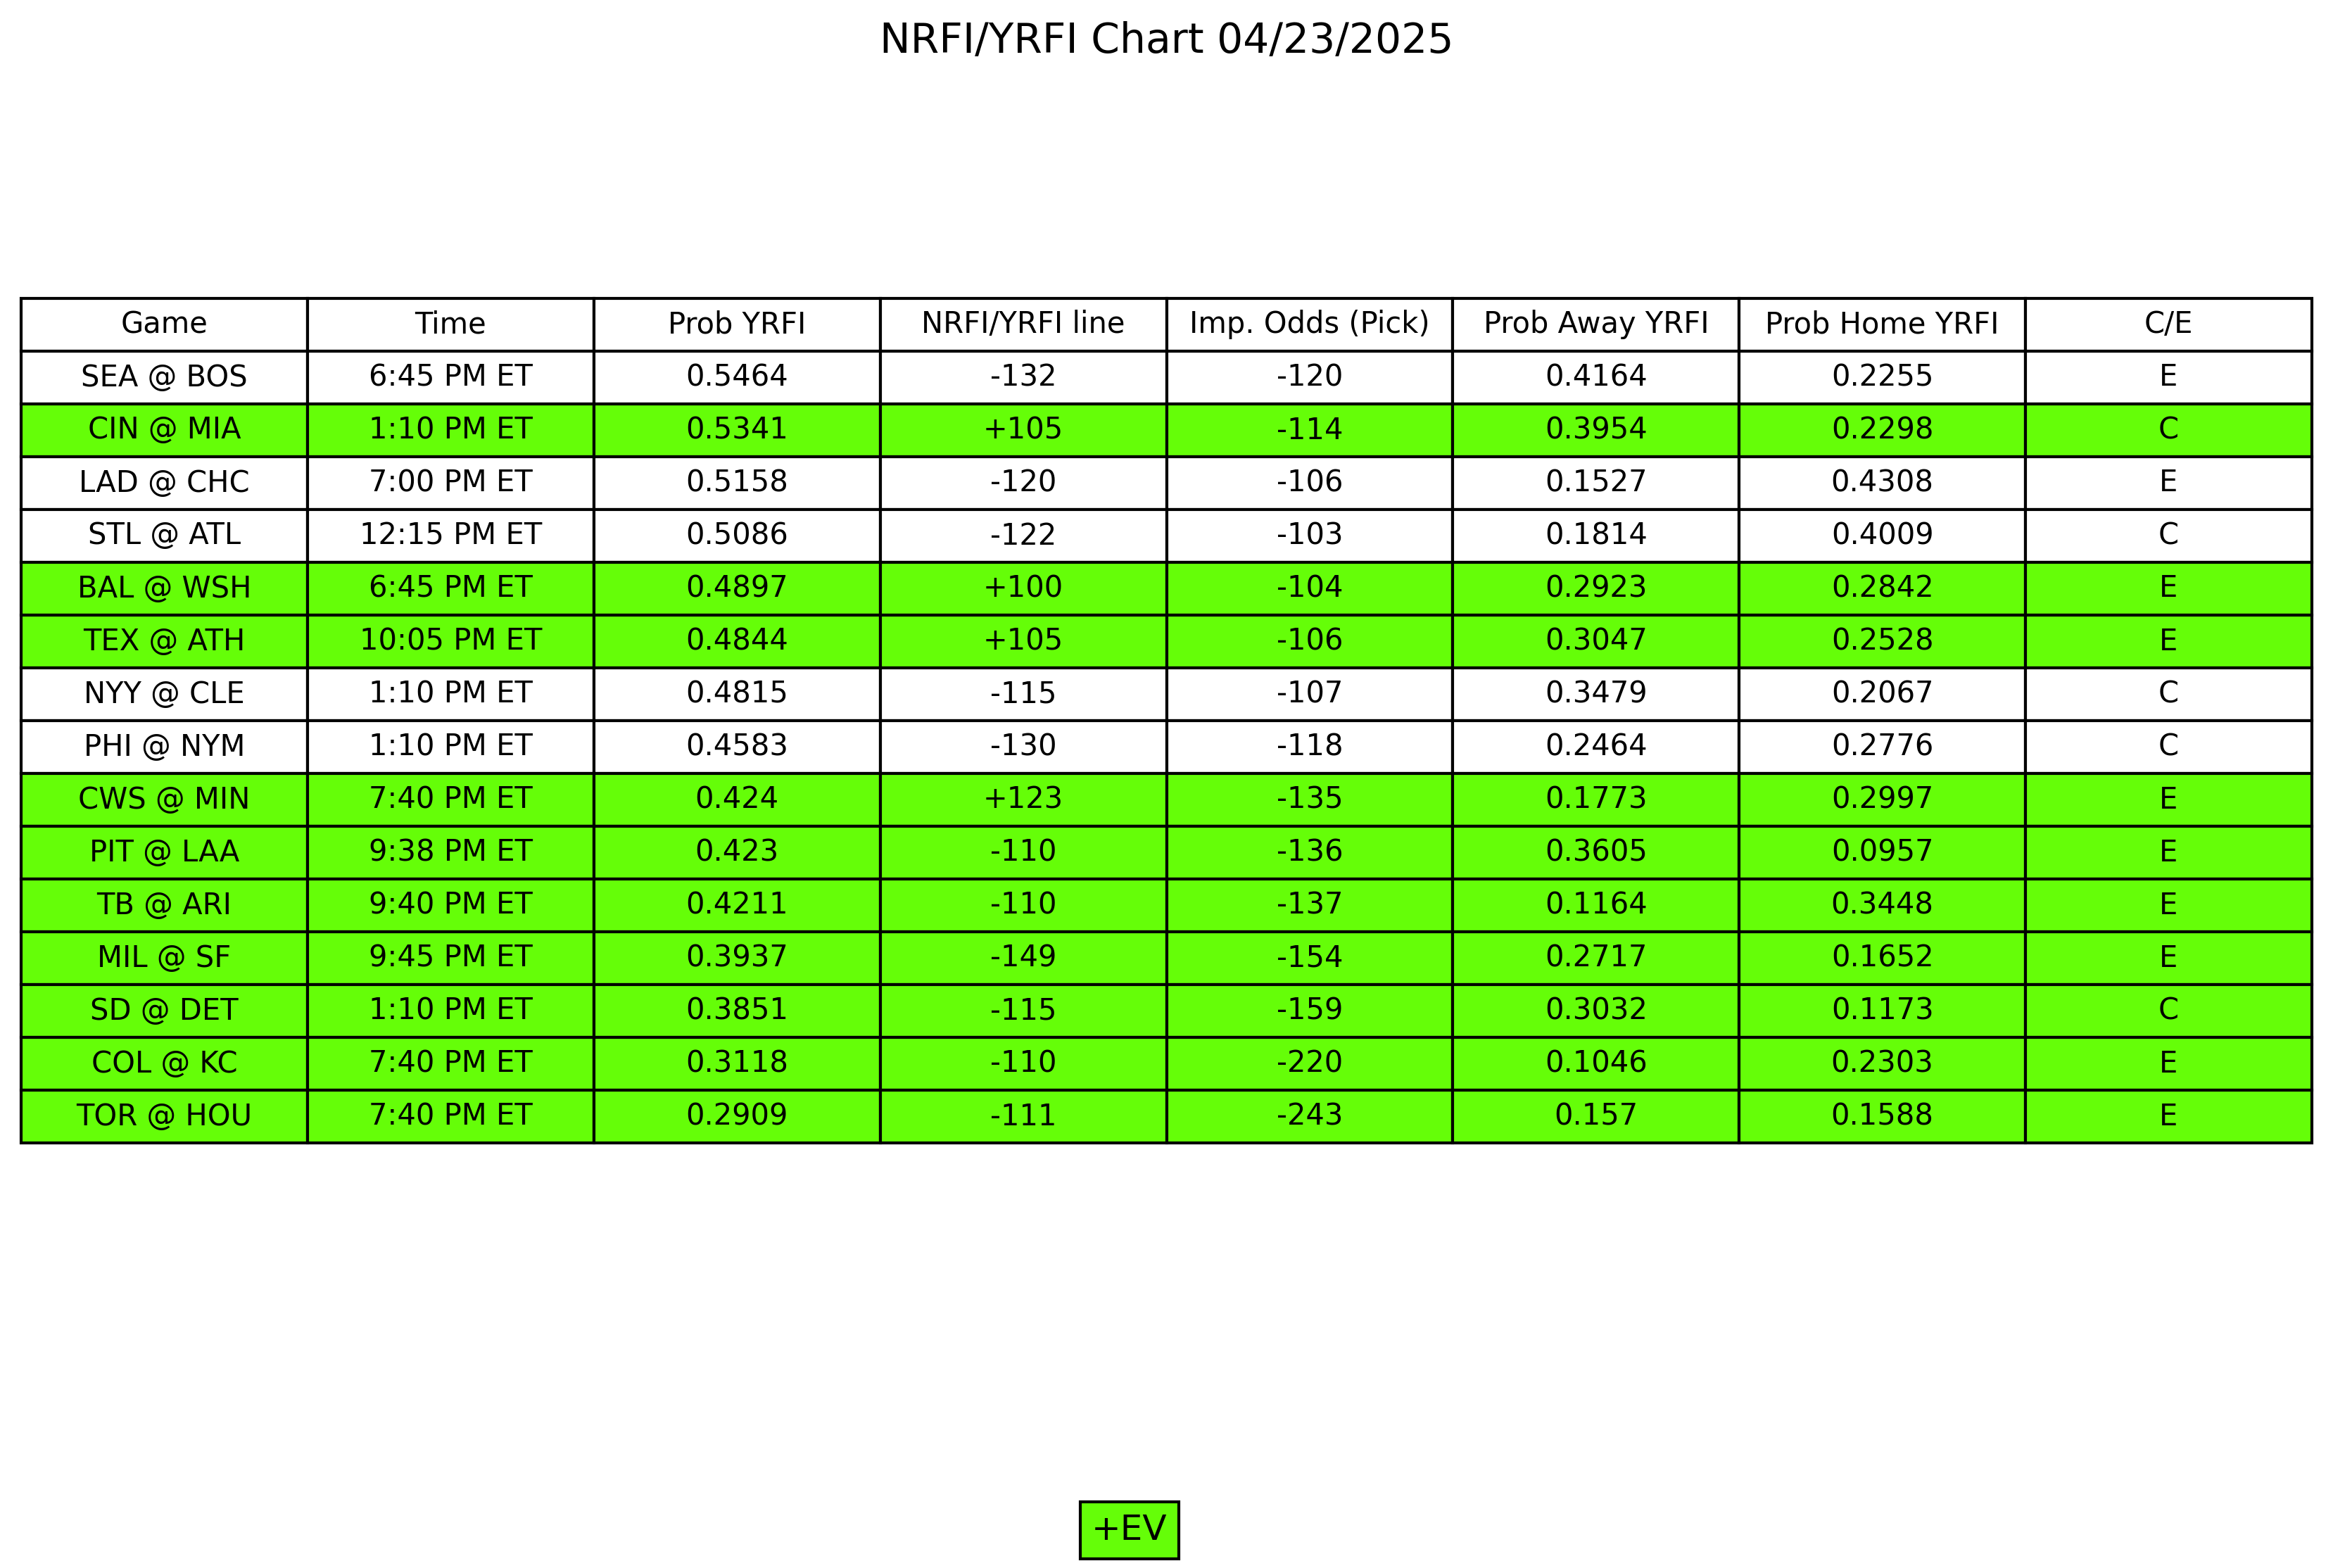 NRFI/YRFI Chart 04/23/2025
Game Time Prob YRFI NRFI/YRFI line Imp. Odds (Pick) Prob Away YRFI Prob Home YRFI C/E
SEA @ BOS 6:45 PM ET 0.5464 -132 -120 0.4164 0.2255 E
CIN @ MIA 1:10 PM ET 0.5341 +105 -114 0.3954 0.2298 C
LAD @ CHC 7:00 PM ET 0.5158 -120 -106 0.1527 0.4308 E
STL @ ATL 12:15 PM ET 0.5086 -122 -103 0.1814 0.4009 C
BAL @ WSH 6:45 PM ET 0.4897 +100 -104 0.2923 0.2842 E
TEX @ ATH 10:05 PM ET 0.4844 +105 -106 0.3047 0.2528 E
NYY @ CLE 1:10 PM ET 0.4815 -115 -107 0.3479 0.2067 C
PHI @ NYM 1:10 PM ET 0.4583 -130 -118 0.2464 0.2776 C
CWS @ MIN 7:40 PM ET 0.424 +123 -135 0.1773 0.2997 E
PIT @ LAA 9:38 PM ET 0.423 -110 -136 0.3605 0.0957 E
TB @ ARI 9:40 PM ET 0.4211 -110 -137 0.1164 0.3448 E
MIL @ SF 9:45 PM ET 0.3937 -149 -154 0.2717 0.1652 E
SD @ DET 1:10 PM ET 0.3851 -115 -159 0.3032 0.1173 C
COL @ KC 7:40 PM ET 0.3118 -110 -220 0.1046 0.2303 E
TOR @ HOU 7:40 PM ET 0.2909 -111 -243 0.157 0.1588 E
+EV